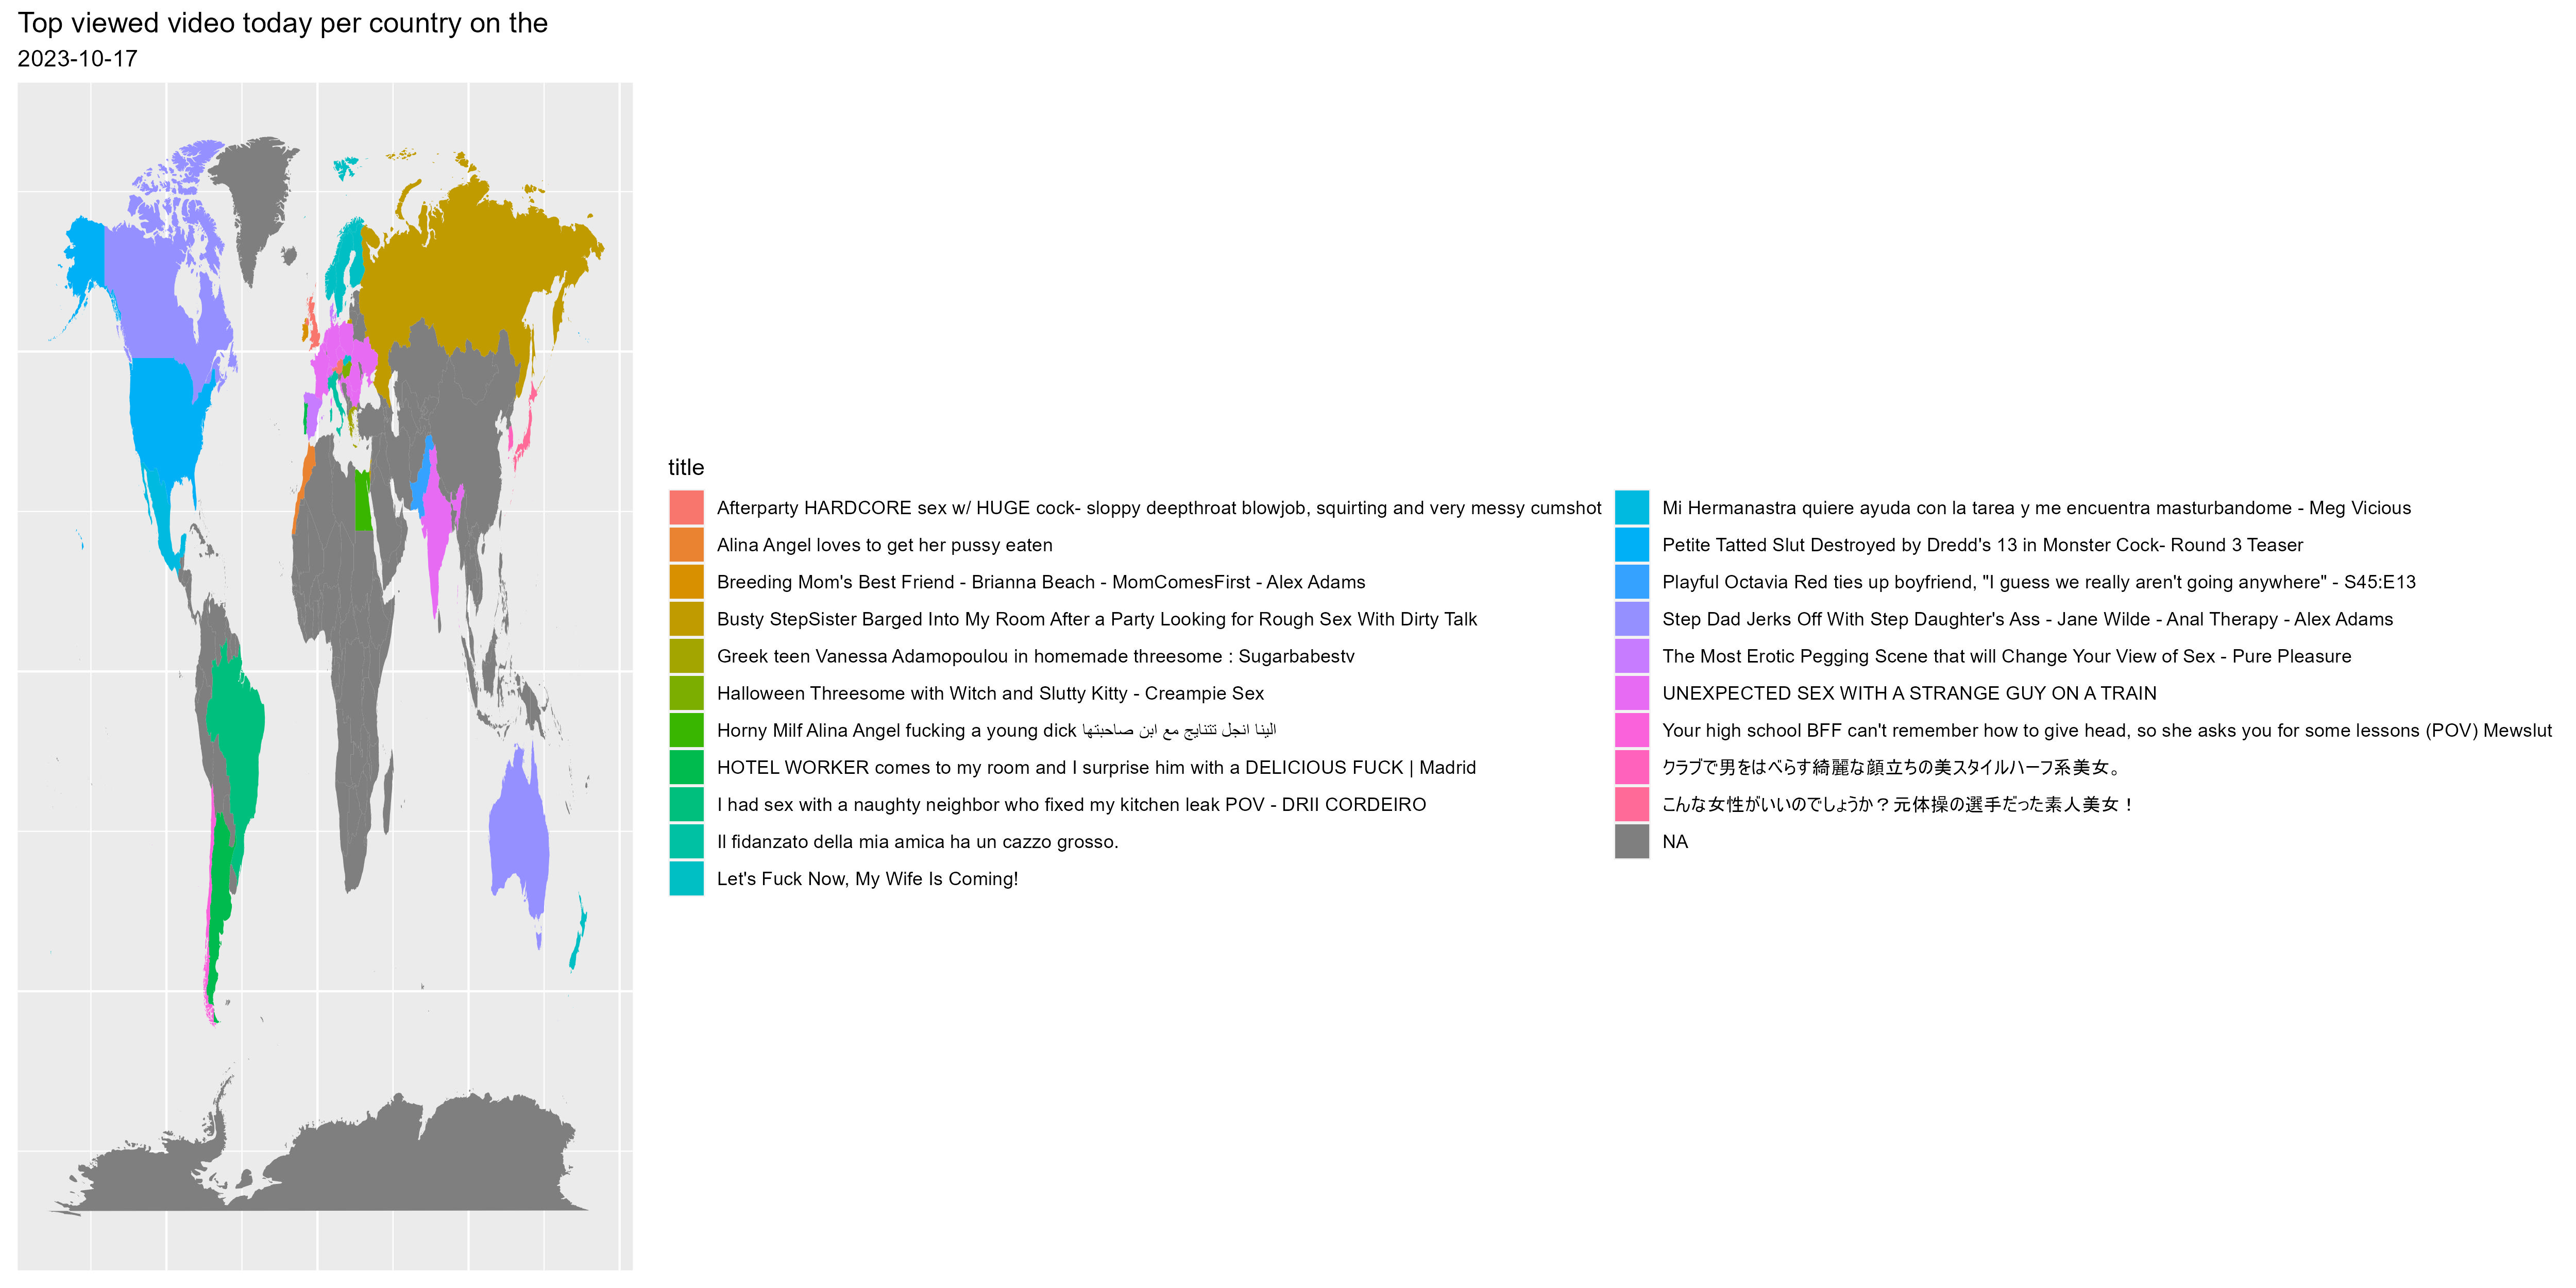 Top viewed video today per country on the
2023-10-17
title
Afterparty HARDCORE sex w/ HUGE cock- sloppy deepthroat blowjob, squirting and very messy cumshot
Alina Angel loves to get her pussy eaten
Breeding Mom's Best Friend - Brianna Beach - MomComesFirst - Alex Adams
Busty StepSister Barged Into My Room After a Party Looking for Rough Sex With Dirty Talk
Greek teen Vanessa Adamopoulou in homemade threesome : Sugarbabestv
Halloween Threesome with Witch and Slutty Kitty - Creampie Sex
Horny Milf Alina Angel fucking a young dick الينا انجل تتنايج مع ابن صاحبتها
HOTEL WORKER comes to my room and I surprise him with a DELICIOUS FUCK | Madrid
I had sex with a naughty neighbor who fixed my kitchen leak POV - DRII CORDEIRO
Il fidanzato della mia amica ha un cazzo grosso.
Let's Fuck Now, My Wife Is Coming!
Mi Hermanastra quiere ayuda con la tarea y me encuentra masturbandome - Meg Vicious
Petite Tatted Slut Destroyed by Dredd's 13 in Monster Cock- Round 3 Teaser
Playful Octavia Red ties up boyfriend, "I guess we really aren't going anywhere" - S45:E13
Step Dad Jerks Off With Step Daughter's Ass - Jane Wilde - Anal Therapy - Alex Adams
The Most Erotic Pegging Scene that will Change Your View of Sex - Pure Pleasure
UNEXPECTED SEX WITH A STRANGE GUY ON A TRAIN
Your high school BFF can't remember how to give head, so she asks you for some lessons (POV) Mewslut
クラブで男をはべらす綺麗な顔立ちの美スタイルハーフ系美女。
こんな女性がいいのでしょうか？元体操の選手だった素人美女！
NA